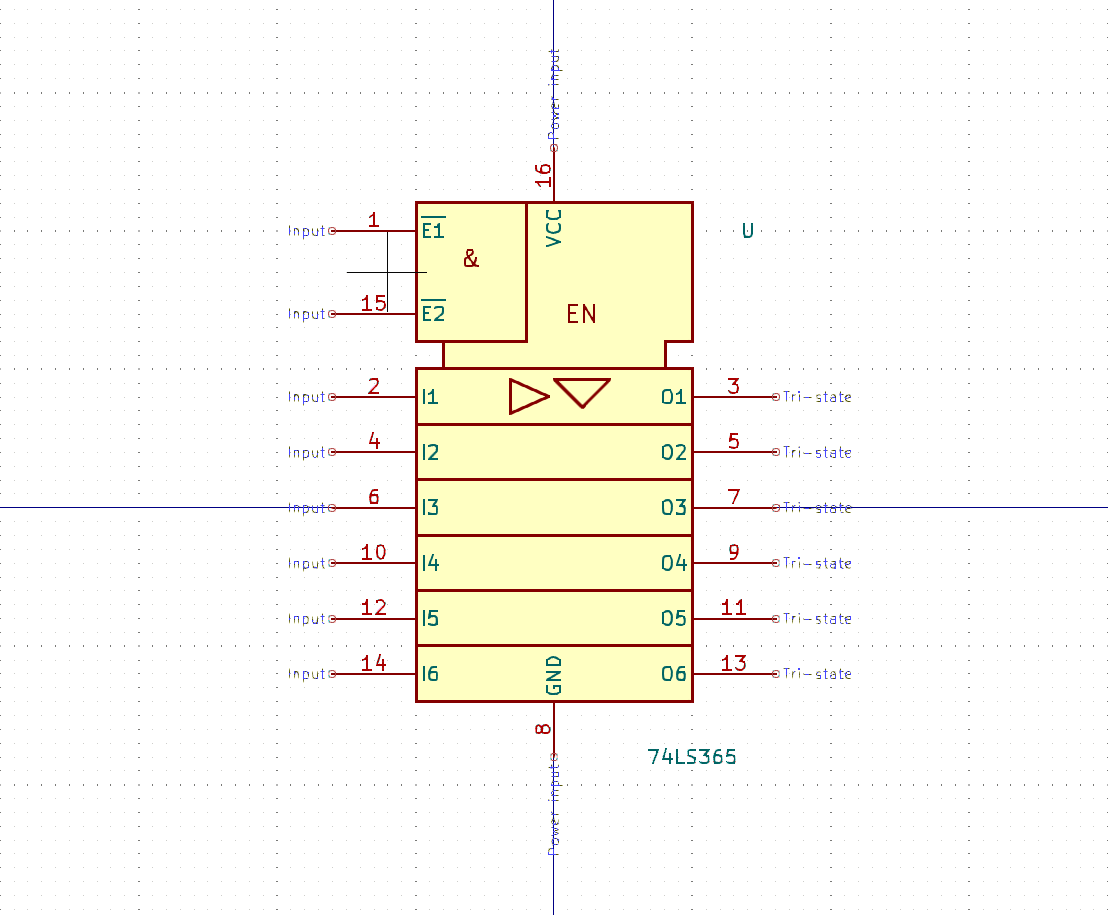 Power input
16
VCC
Input 1 E1
U
&
Input 15 E2
EN
Input 2 I1 O1 3 Tri-state
Input 4 I2 O2 5 Tri-state
Input 6 I3 O3 7 Tri-state
Input 10 I4 O4 9 Tri-state
Input 12 I5 O5 11 Tri-state
Input 14 I6 O6 13 Tri-state
GND
8
74LS365
Power input